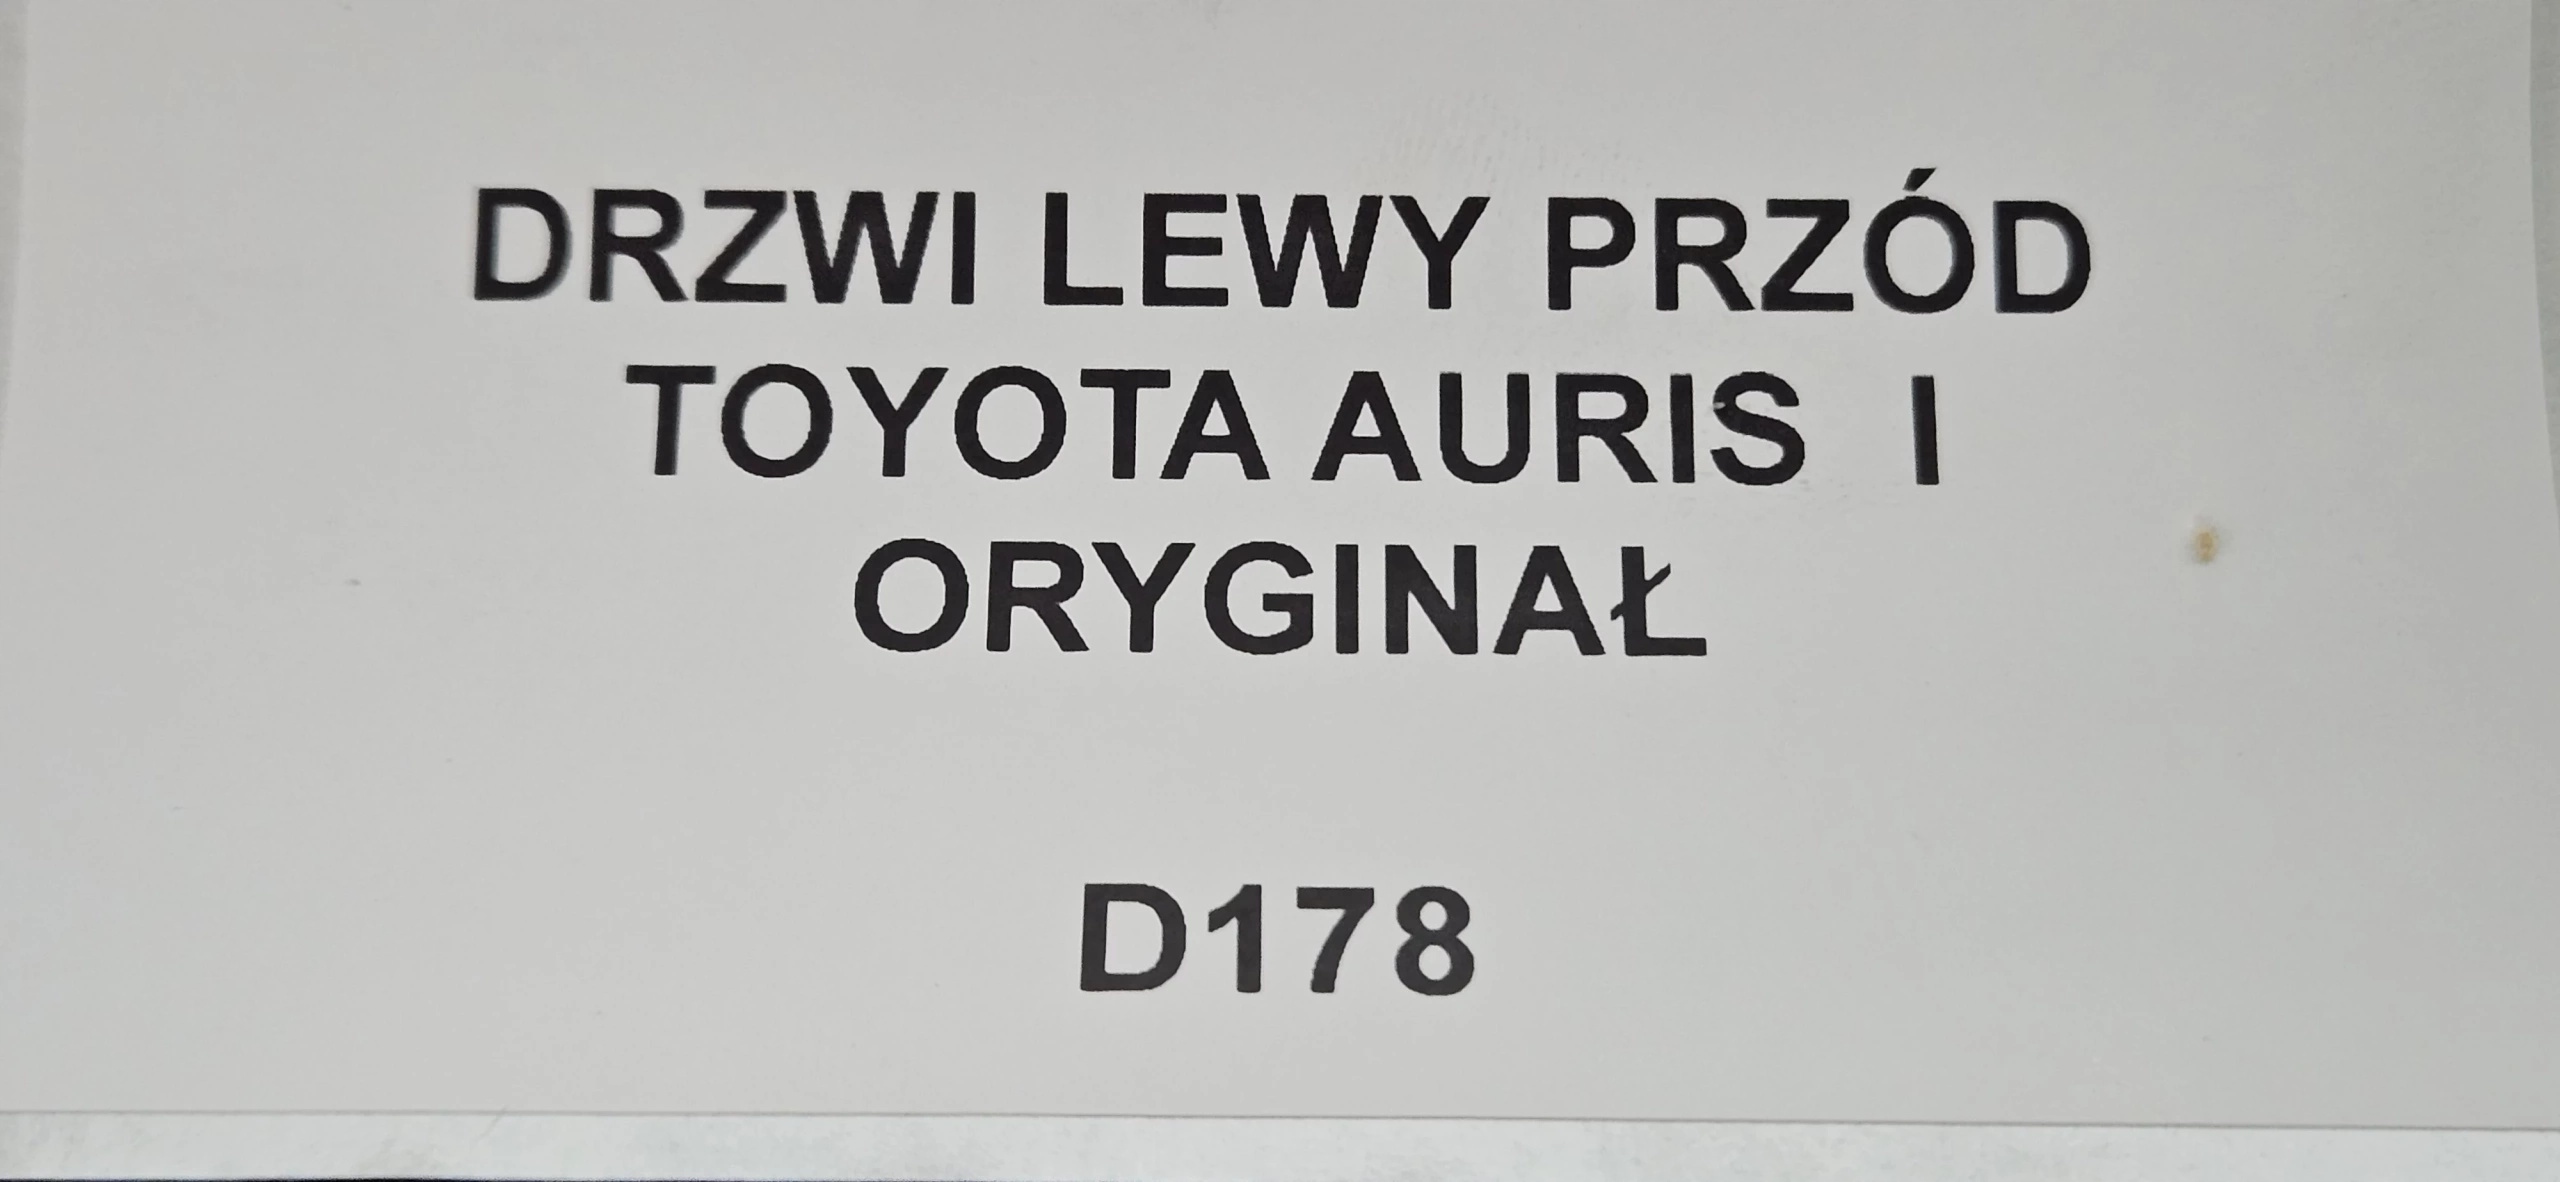 DRZWI LEWY PRZÓD
TOYOTA AURIS I
ORYGINAŁ
D178